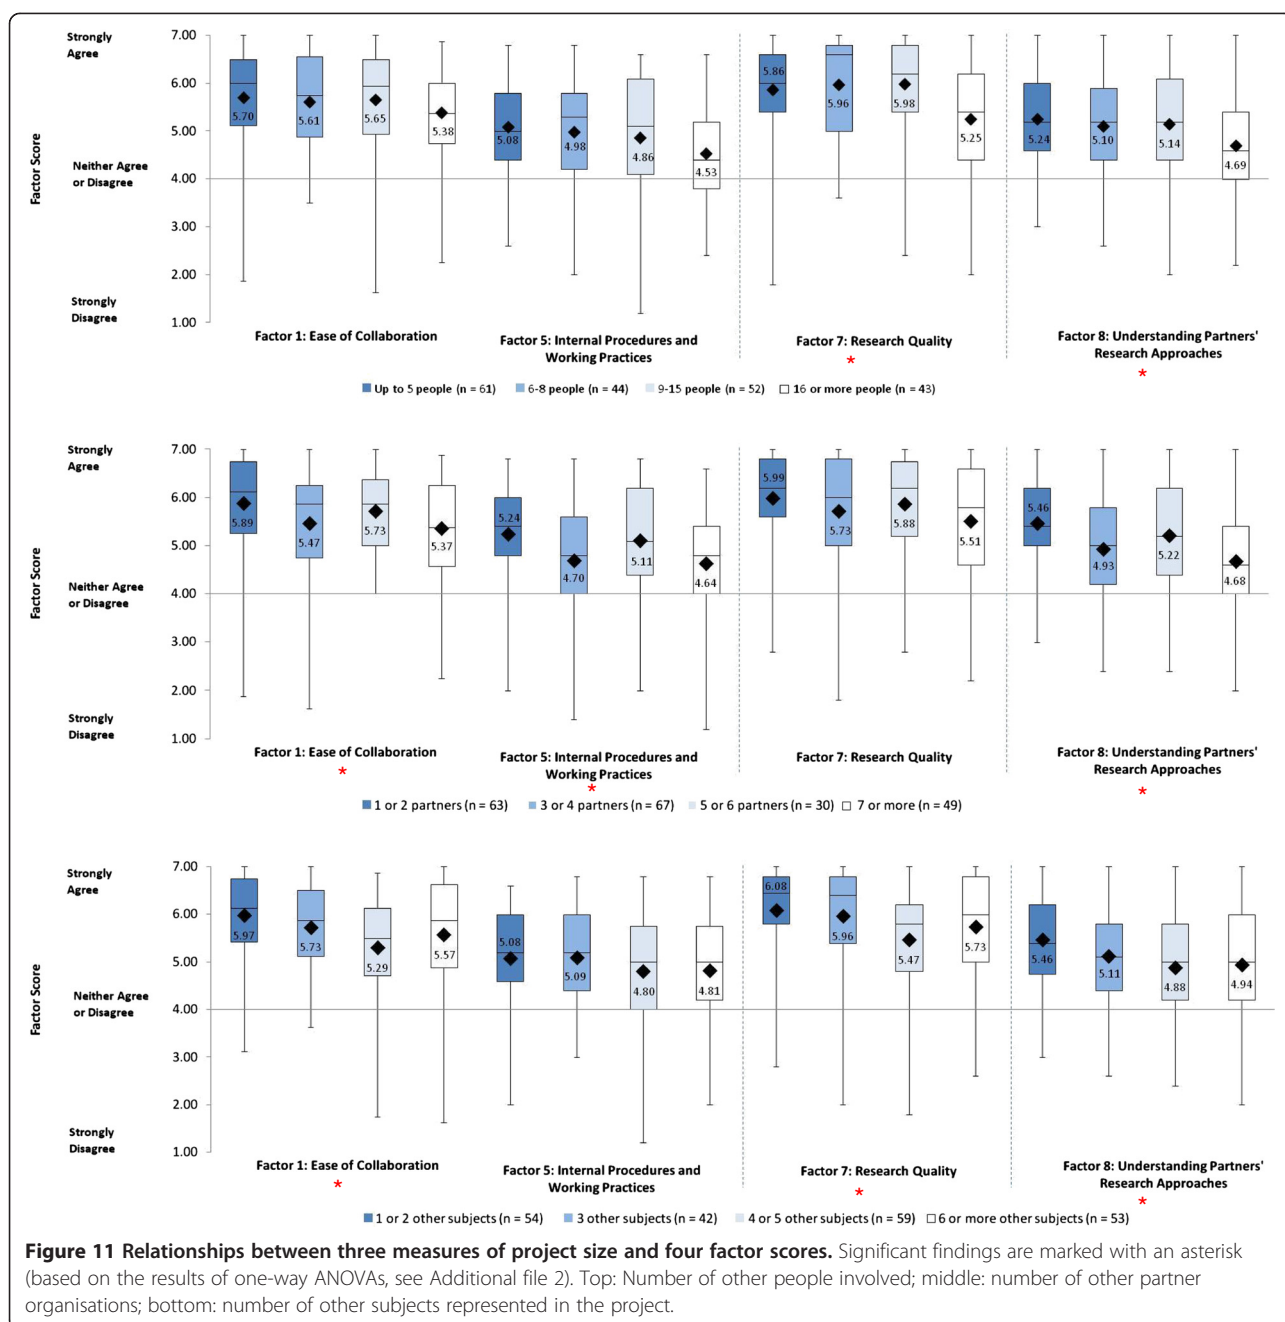 Strongly
Agree
Neither Agree
or Disagree
Strongly
Disagree
Factor Score
7.00
6.00
5.00
4.00
3.00
2.00
1.00
5.70
5.61
5.65
5.38
5.08
4.98
4.86
4.53
5.86
5.96
5.98
5.25
5.24
5.10
5.14
4.69
Factor 1: Ease of Collaboration
Factor 5: Internal Procedures and
Working Practices
Factor 7: Research Quality
*
Factor 8: Understanding Partners'
Research Approaches
*
Up to 5 people (n = 61) 6-8 people (n = 44) 9-15 people (n = 52) 16 or more people (n = 43)
Strongly
Agree
Neither Agree
or Disagree
Strongly
Disagree
Factor Score
7.00
6.00
5.00
4.00
3.00
2.00
1.00
5.89
5.47
5.73
5.37
5.24
4.70
5.11
4.64
5.99
5.73
5.88
5.51
5.46
4.93
5.22
4.68
Factor 1: Ease of Collaboration
*
Factor 5: Internal Procedures and
Working Practices
*
Factor 7: Research Quality
Factor 8: Understanding Partners'
Research Approaches
*
1 or 2 partners (n = 63) 3 or 4 partners (n = 67) 5 or 6 partners (n = 30) 7 or more (n = 49)
Strongly
Agree
Neither Agree
or Disagree
Strongly
Disagree
Factor Score
7.00
6.00
5.00
4.00
3.00
2.00
1.00
5.97
5.73
5.29
5.57
5.08
5.09
4.80
4.81
6.08
5.96
5.47
5.73
5.46
5.11
4.88
4.94
Factor 1: Ease of Collaboration
*
Factor 5: Internal Procedures and
Working Practices
Factor 7: Research Quality
*
Factor 8: Understanding Partners'
Research Approaches
*
1 or 2 other subjects (n = 54) 3 other subjects (n = 42) 4 or 5 other subjects (n = 59) 6 or more other subjects (n = 53)
Figure 11 Relationships between three measures of project size and four factor scores. Significant findings are marked with an asterisk
(based on the results of one-way ANOVAs, see Additional file 2). Top: Number of other people involved; middle: number of other partner
organisations; bottom: number of other subjects represented in the project.